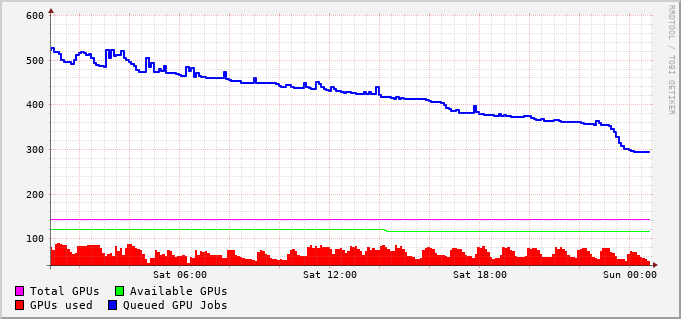 600
500
400
300
200
100
Sat 06:00 Sat 12:00 Sat 18:00 Sun 00:00
Total GPUs Available GPUs
GPUs used Queued GPU Jobs
RRDTOOL / TOBI OETIKER